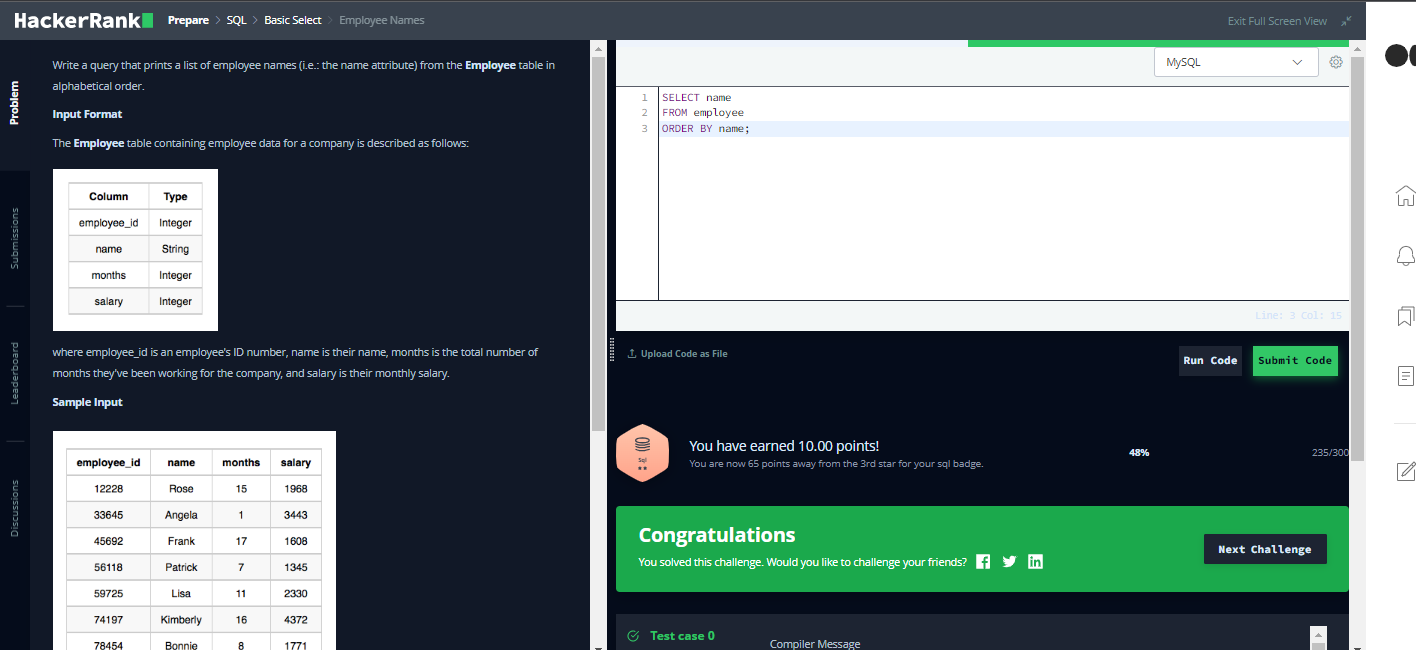 HackerRank
Prepare > SQL > Basic Select > Employee Names
Exit Full Screen View
Problem
Submissions
Leaderboard
Discussions
Write a query that prints a list of employee names (i.e.: the name attribute) from the Employee table in
alphabetical order.
Input Format
The Employee table containing employee data for a company is described as follows:
Column Type
employee_id Integer
name String
months Integer
salary Integer
where employee_id is an employee's ID number, name is their name, months is the total number of
months they've been working for the company, and salary is their monthly salary.
Sample Input
employee_id name months salary
12228 Rose 15 1968
33645 Angela 1 3443
45692 Frank 17 1608
56118 Patrick 7 1345
59725 Lisa 11 2330
74197 Kimberly 16 4372
78454 Bonnie 8 1771
MySQL
1 SELECT name
2 FROM employee
3 ORDER BY name;
Line: 3 Col: 15
Upload Code as File
Run Code
Submit Code
Sql
You have earned 10.00 points!
You are now 65 points away from the 3rd star for your sql badge.
48%
235/300
Congratulations
You solved this challenge. Would you like to challenge your friends?
Next Challenge
Test case 0
Compiler Message